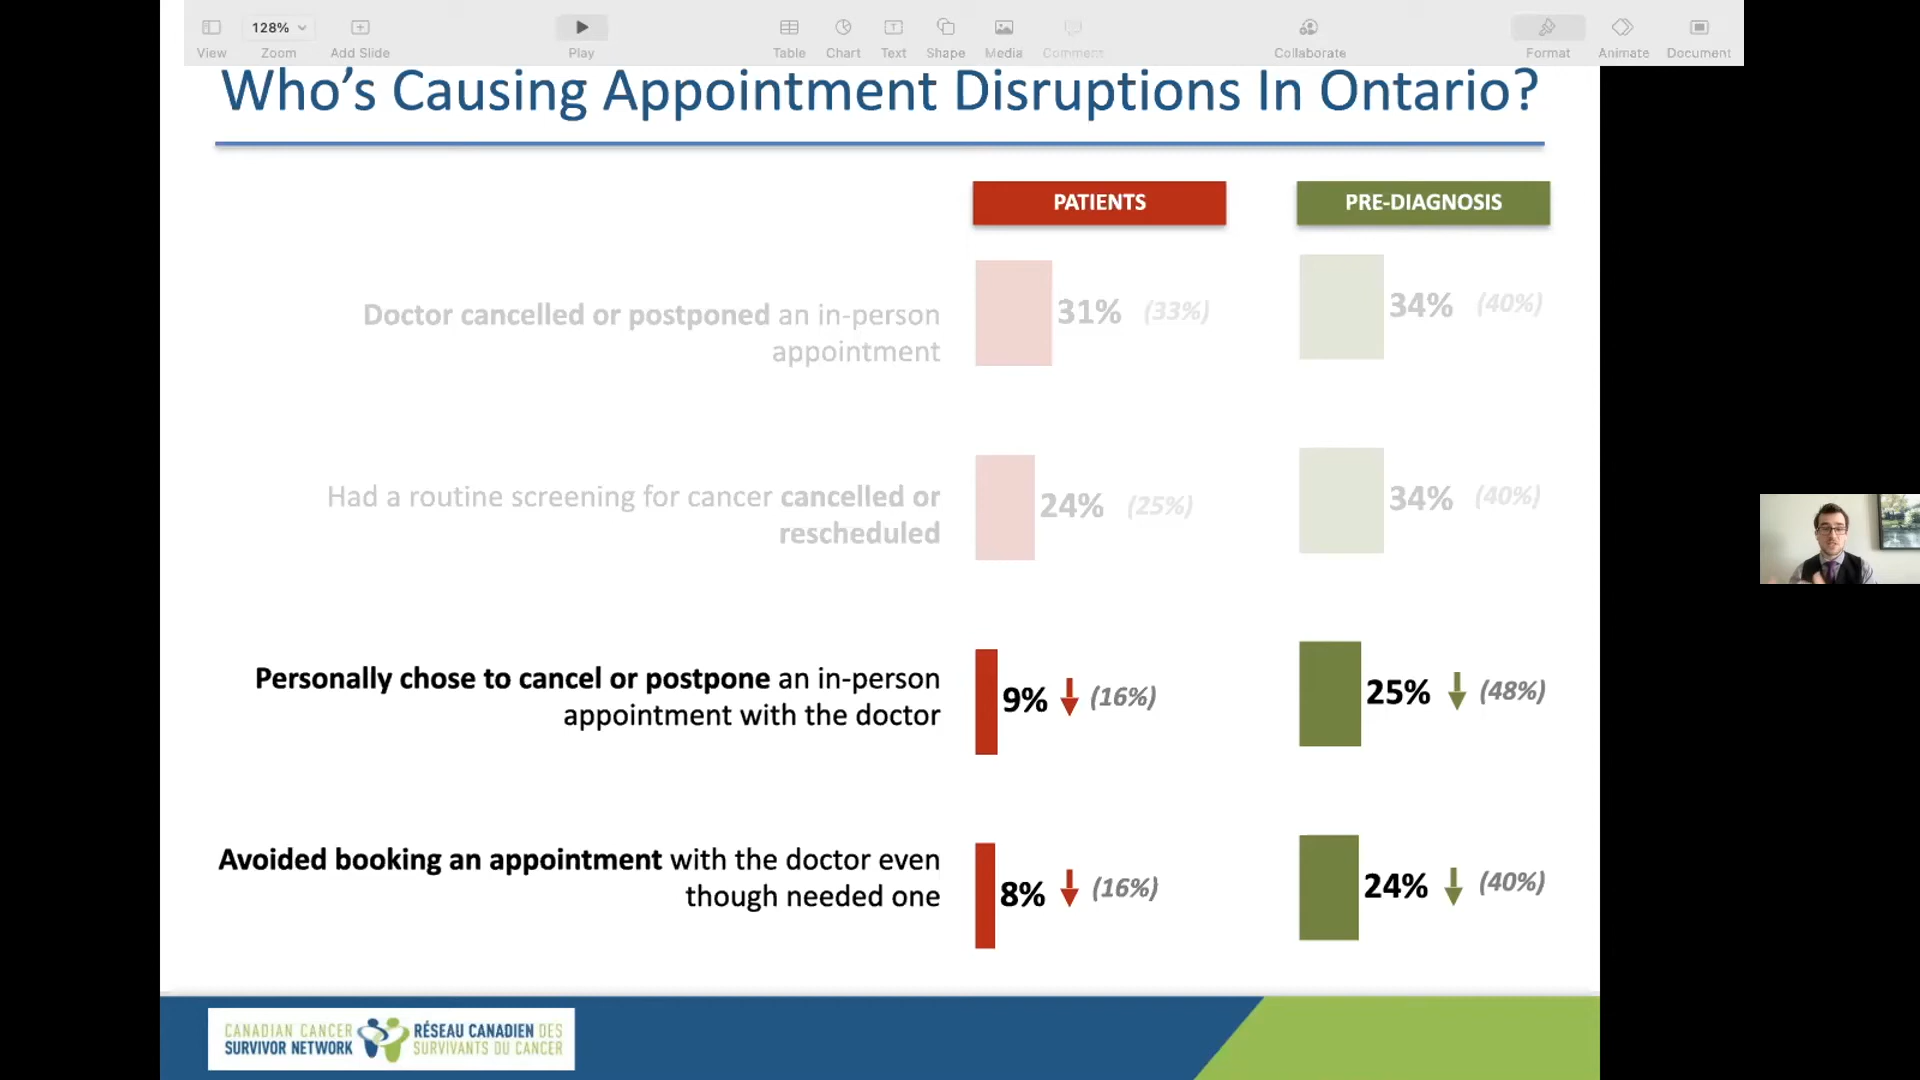 128%
View
Zoom
Add Slide
Play
Table
Chart
Text
Shape
Media
Comment
Collaborate
Format
Animate
Document
Who's Causing Appointment Disruptions In Ontario?
PATIENTS
PRE-DIAGNOSIS
Doctor cancelled or postponed an in-person
appointment
31% (33%)
34% (40%)
Had a routine screening for cancer cancelled or
rescheduled
24% (25%)
34% (40%)
Personally chose to cancel or postpone an in-person
appointment with the doctor
9% (16%)
25% (48%)
Avoided booking an appointment with the doctor even
though needed one
8% (16%)
24% (40%)
CANADIAN CANCER
SURVIVOR NETWORK
RÉSEAU CANADIEN DES
SURVIVANTS DU CANCER